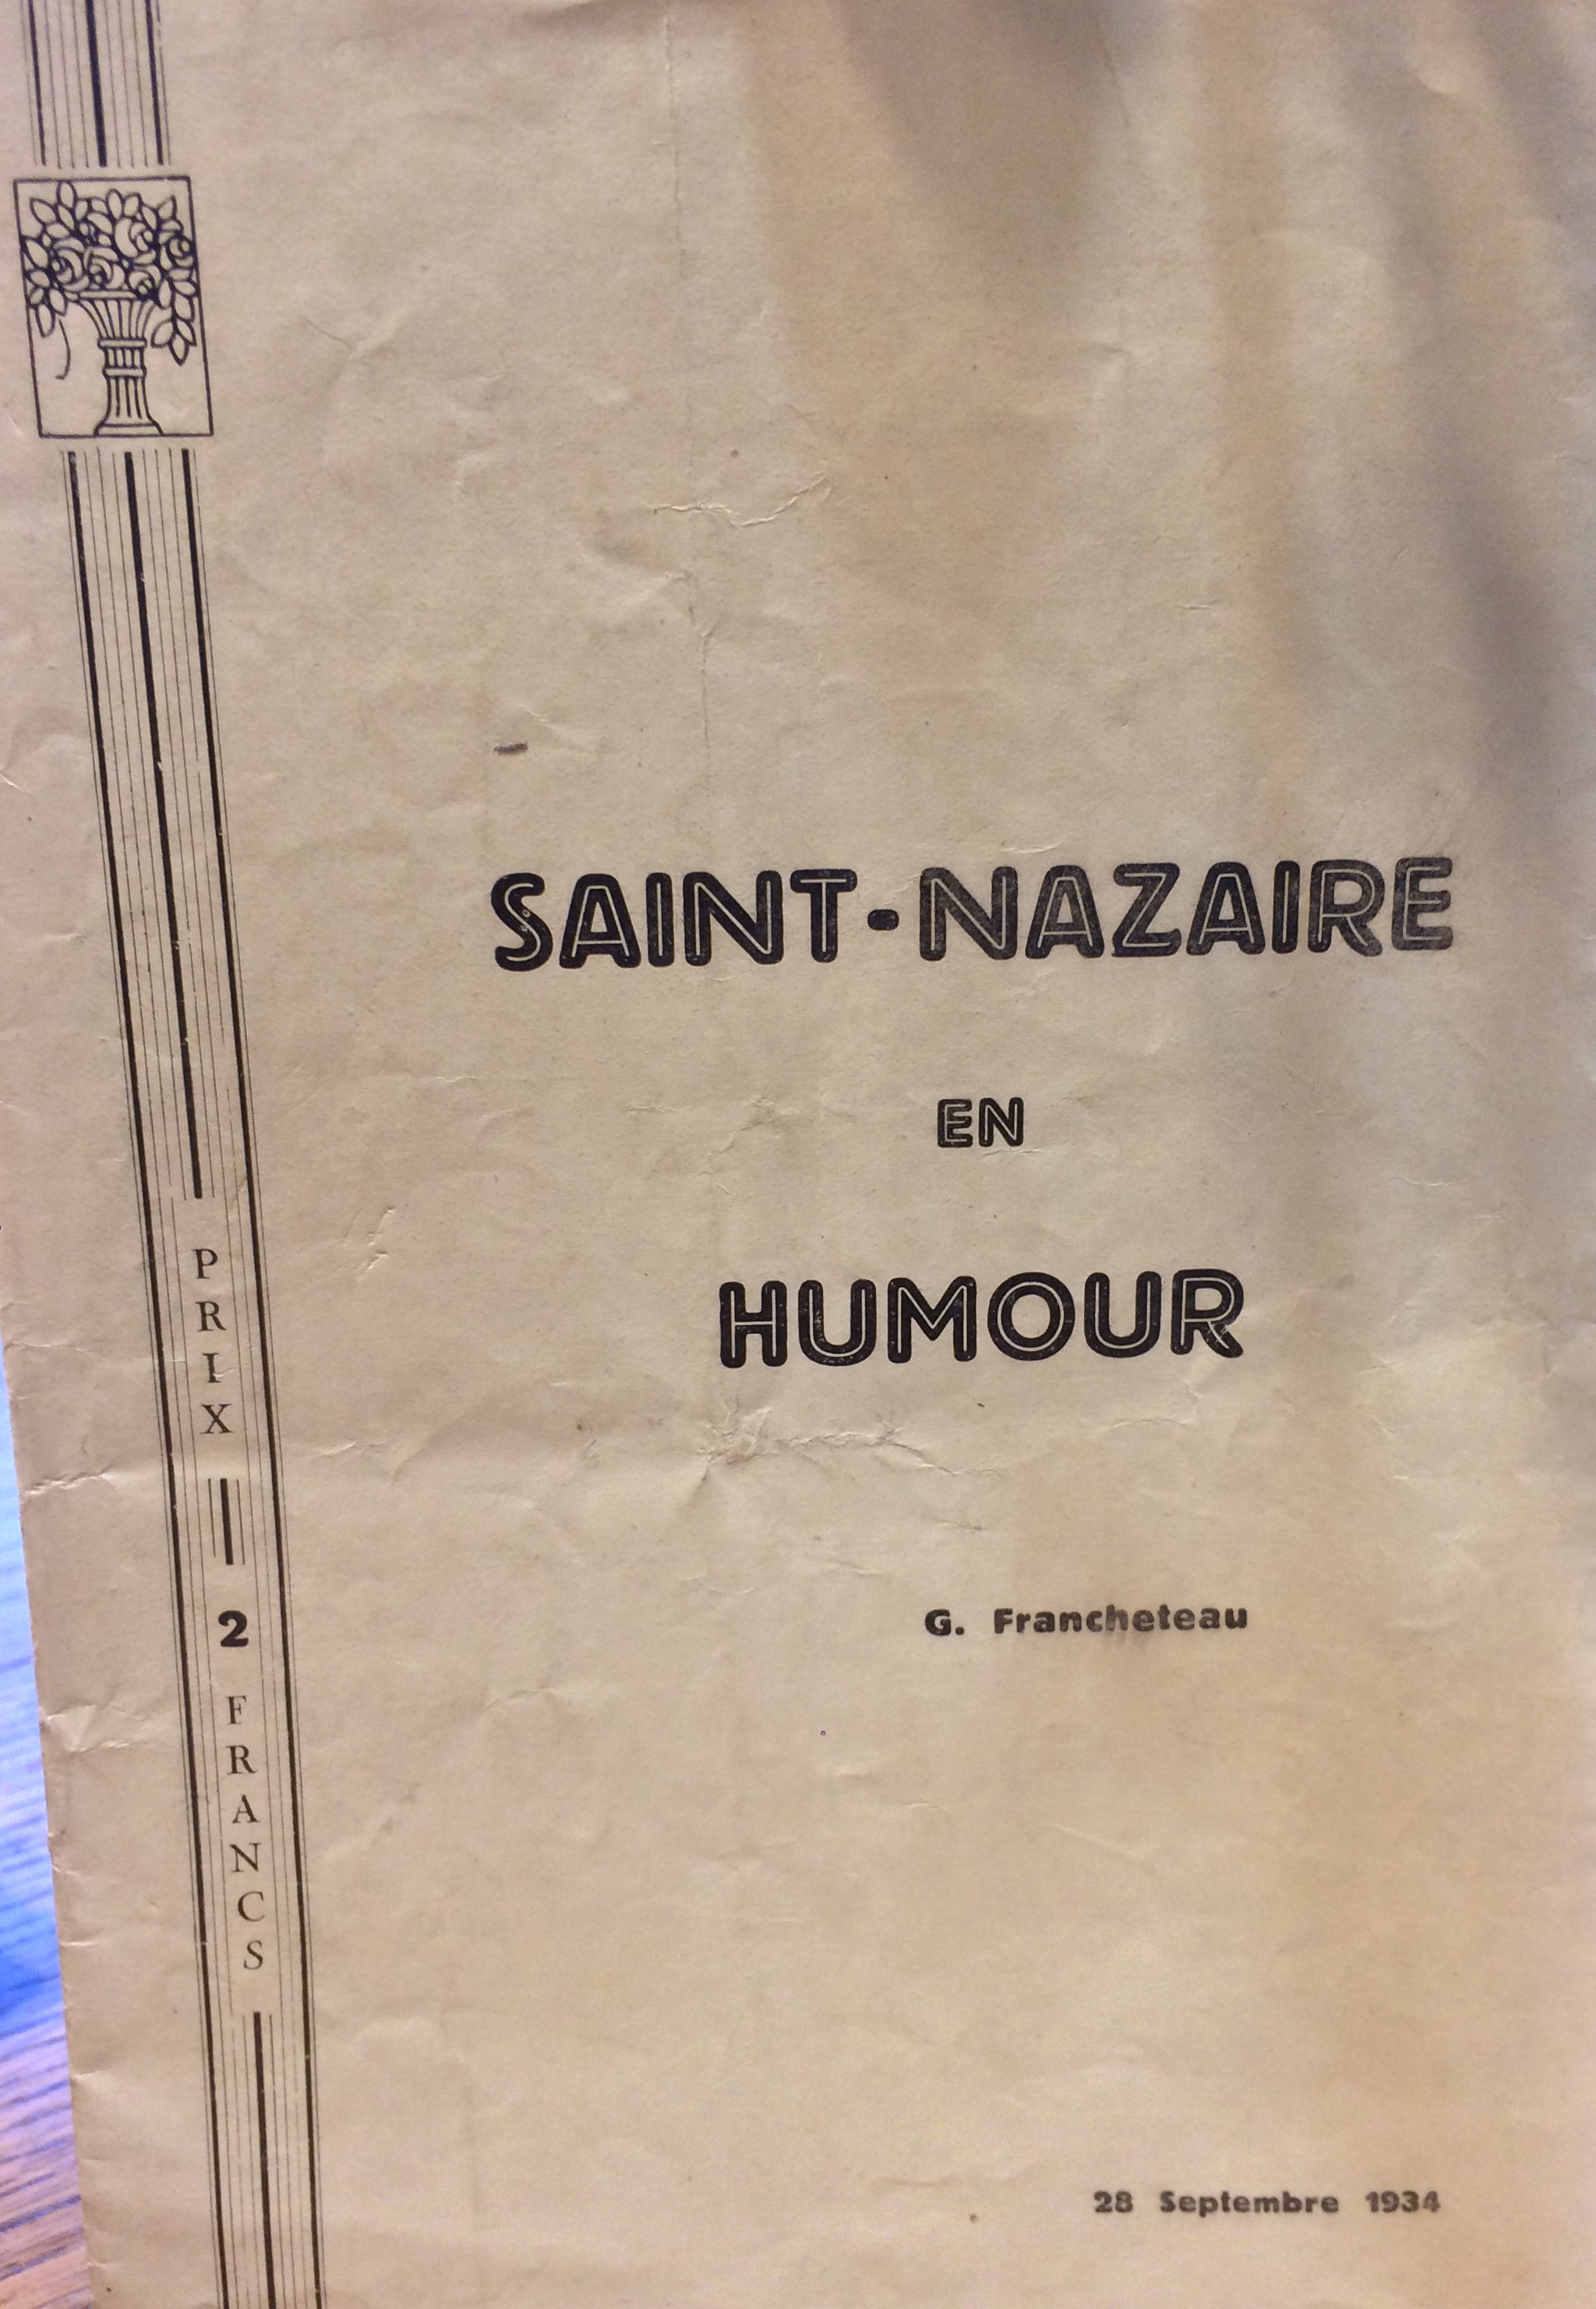 SAINT-NAZAIRE
EN
HUMOUR
G. Francheteau
28 Septembre 1934
PRIX
2
FRANCS